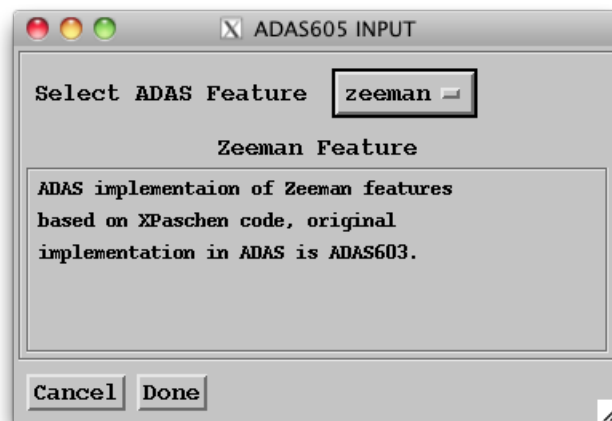 X ADAS605 INPUT
Select ADAS Feature zeeman
Zeeman Feature
ADAS implementaion of Zeeman features
based on XPaschen code, original
implementation in ADAS is ADAS603.
Cancel Done